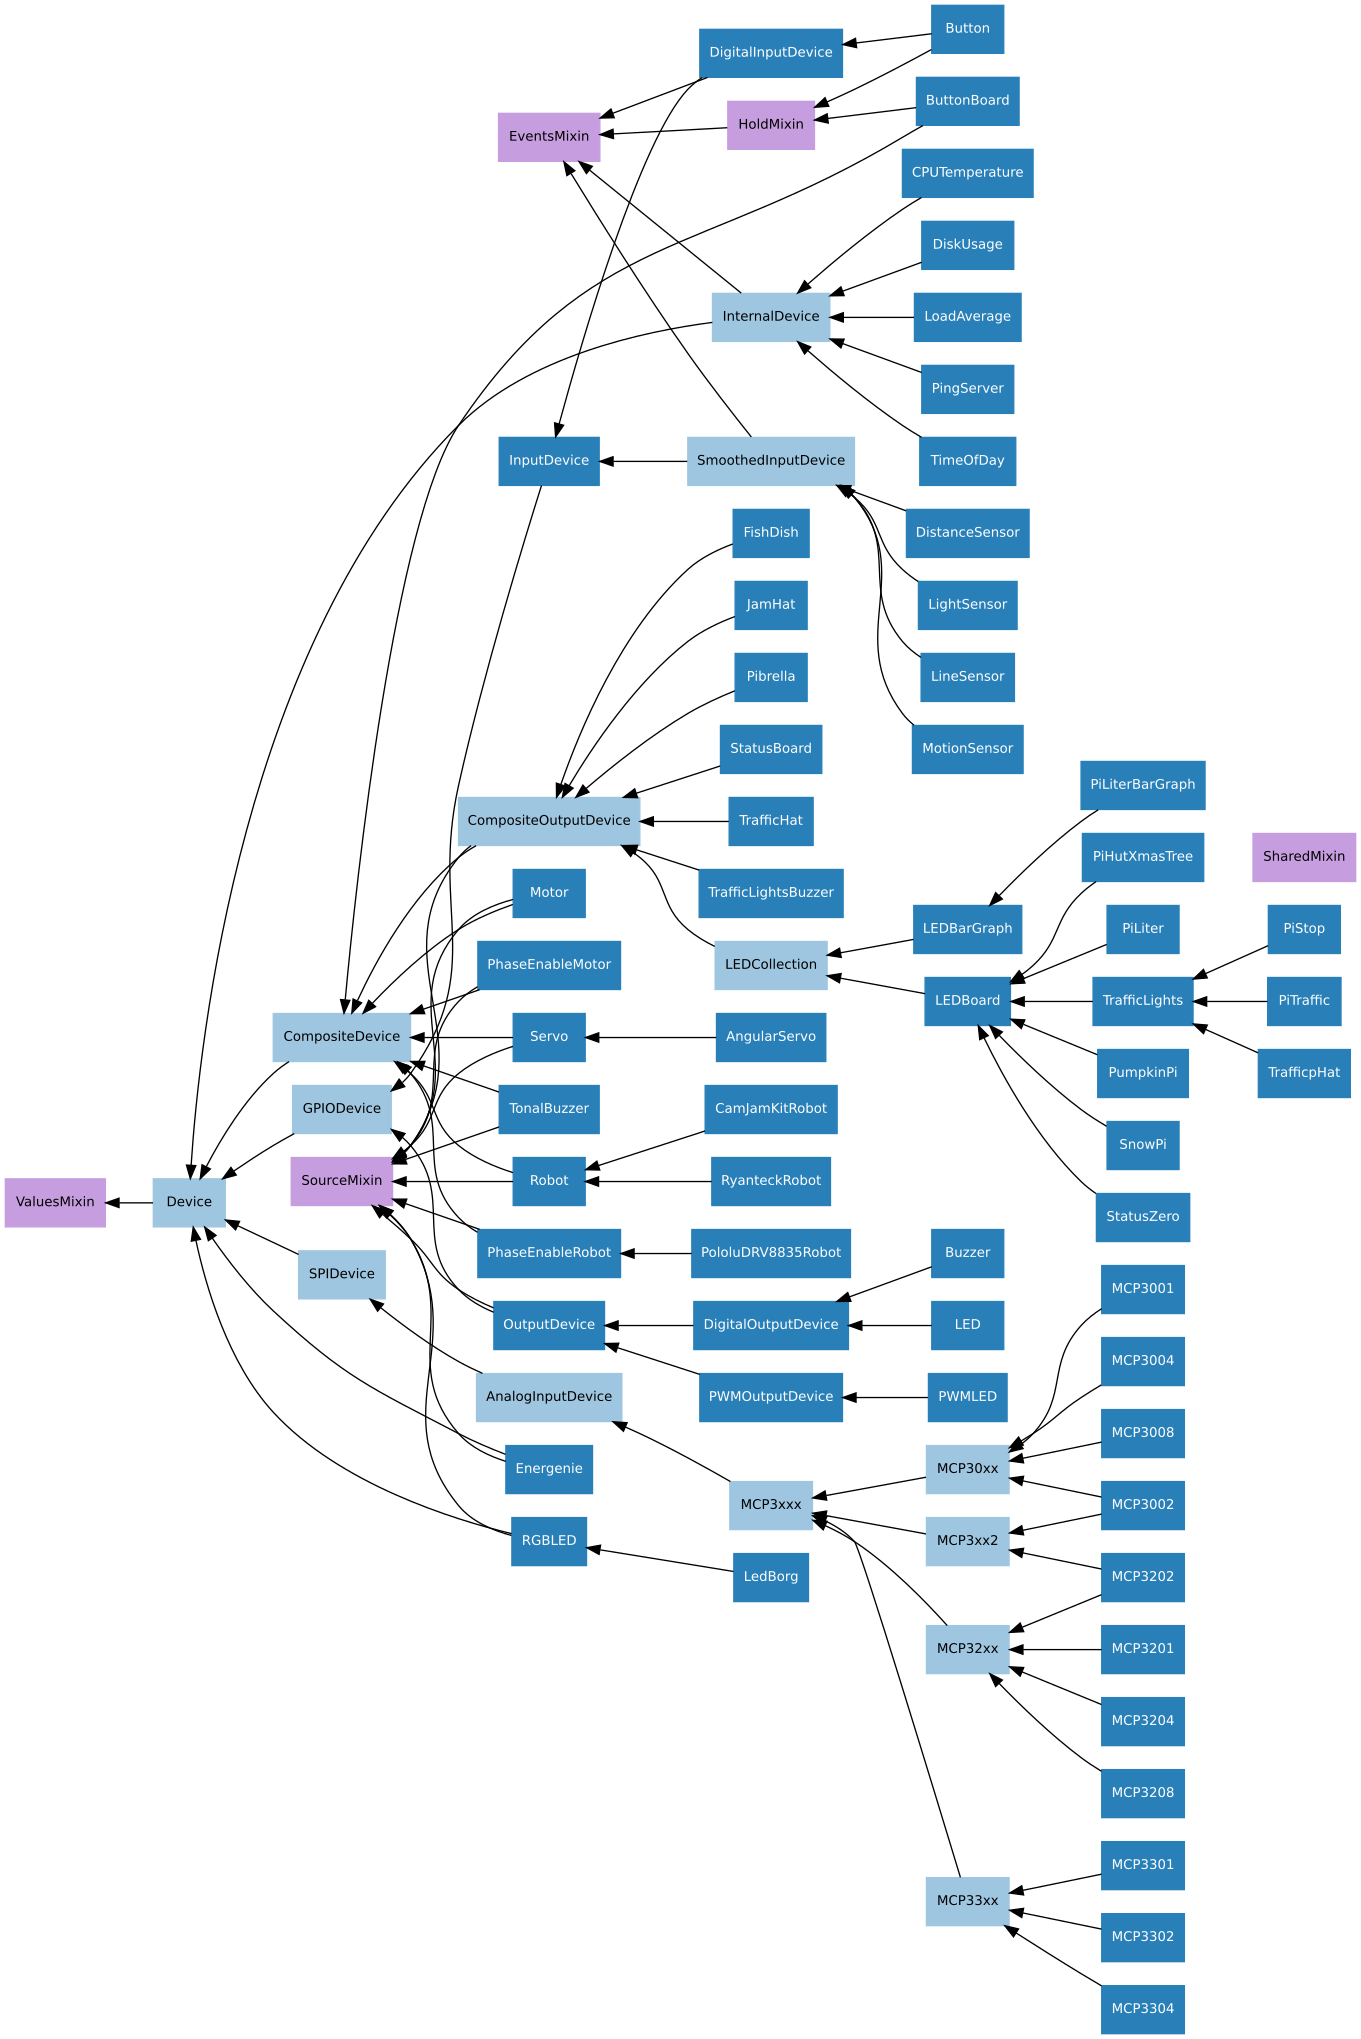 Button
DigitalInputDevice
ButtonBoard
HoldMixin
EventsMixin
CPUTemperature
DiskUsage
InternalDevice
LoadAverage
PingServer
InputDevice
SmoothedInputDevice
TimeOfDay
FishDish
DistanceSensor
JamHat
LightSensor
Pibrella
LineSensor
StatusBoard
MotionSensor
PiLiterBarGraph
CompositeOutputDevice
TrafficHat
PiHutXmasTree
SharedMixin
Motor
TrafficLightsBuzzer
LEDBarGraph
PiLiter
PiStop
PhaseEnableMotor
LEDCollection
LEDBoard
TrafficLights
PiTraffic
CompositeDevice
Servo
AngularServo
PumpkinPi
TrafficpHat
GPIODevice
TonalBuzzer
CamJamKitRobot
SnowPi
SourceMixin
Robot
RyanteckRobot
ValuesMixin
Device
StatusZero
PhaseEnableRobot
PololuDRV8835Robot
Buzzer
SPIDevice
MCP3001
OutputDevice
DigitalOutputDevice
LED
MCP3004
AnalogInputDevice
PWMOutputDevice
PWMLED
MCP3008
Energenie
MCP30xx
MCP3xxx
MCP3002
RGBLED
MCP3xx2
LedBorg
MCP3202
MCP32xx
MCP3201
MCP3204
MCP3208
MCP3301
MCP33xx
MCP3302
MCP3304